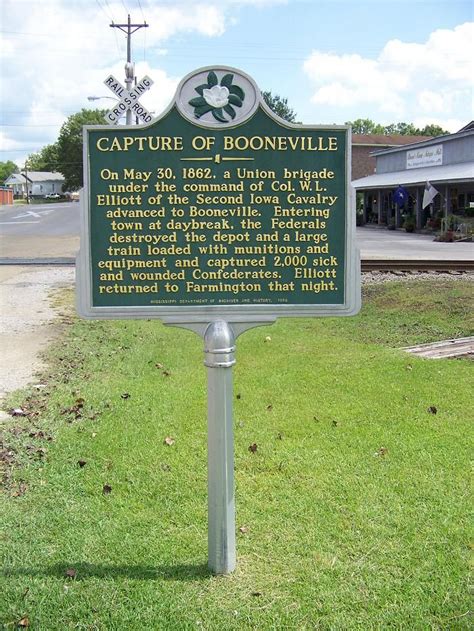 RAILROAD CROSSING
CAPTURE OF BOONEVILLE
On May 30, 1862, a Union brigade
under the command of Col. W. L.
Elliott of the Second Iowa Cavalry
advanced to Booneville. Entering
town at daybreak, the Federals
destroyed the depot and a large
train loaded with munitions and
equipment and captured 2,000 sick
and wounded Confederates. Elliott
returned to Farmington that night.
MISSISSIPPI DEPARTMENT OF ARCHIVES AND HISTORY,